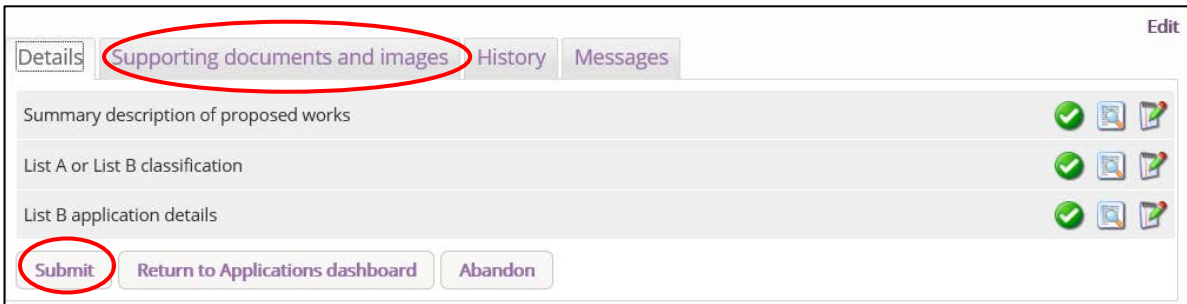 Edit
Details Supporting documents and images History Messages
Summary description of proposed works
List A or List B classification
List B application details
Submit Return to Applications dashboard Abandon